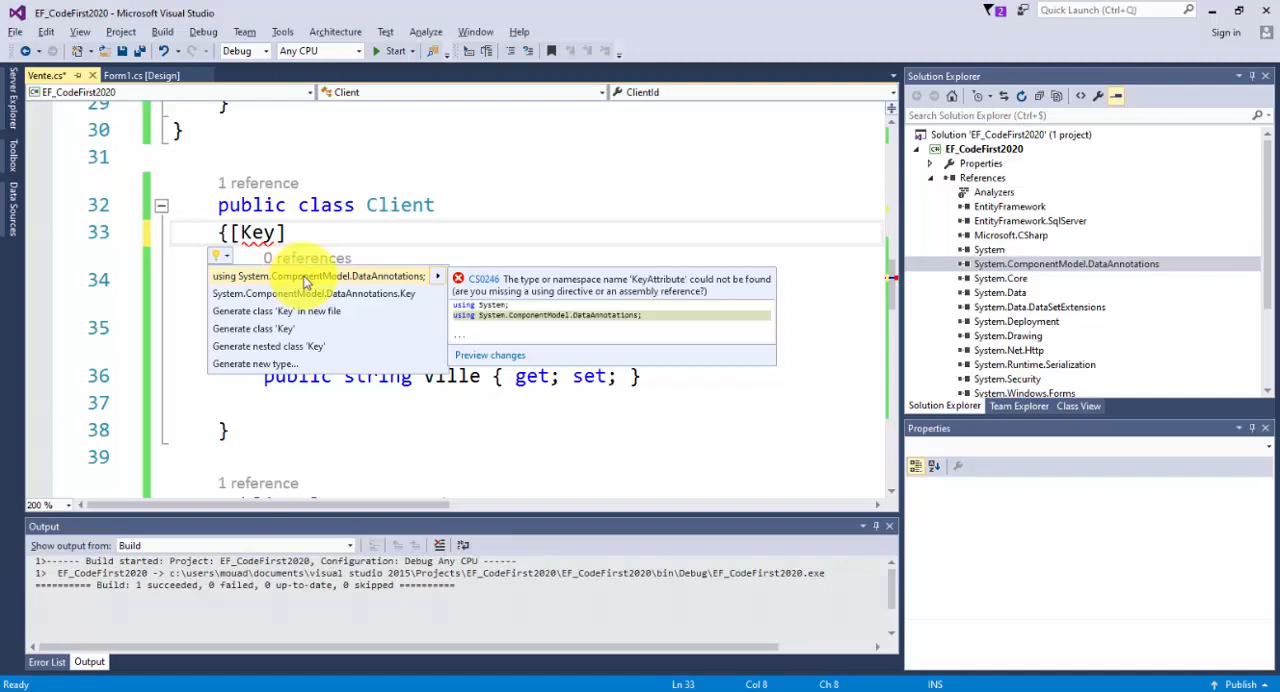 EF_CodeFirst2020 - Microsoft Visual Studio
2
Quick Launch (Ctrl+Q)
File Edit View Project Build Debug Team Tools Architecture Test Analyze Window Help
Sign in
Debug Any CPU Start
Server Explorer
Toolbox
Data Sources
Vente.cs* Form1.cs [Design]
EF_CodeFirst2020 Client ClientId
29 }
30 }
31
1 reference
32 public class Client
33 {[Key]
0 references
34
35
36 public string Ville { get; set; }
37
38 }
39
1 reference
using System.ComponentModel.DataAnnotations;
System.ComponentModel.DataAnnotations.Key
Generate class 'Key' in new file
Generate class 'Key'
Generate nested class 'Key'
Generate new type...
CS0246 The type or namespace name 'KeyAttribute' could not be found
(are you missing a using directive or an assembly reference?)
using System;
using System.ComponentModel.DataAnnotations;
...
Preview changes
200 %
Output
Show output from: Build
1>------ Build started: Project: EF_CodeFirst2020, Configuration: Debug Any CPU ------
1> EF_CodeFirst2020 -> c:\users\mouad\documents\visual studio 2015\Projects\EF_CodeFirst2020\EF_CodeFirst2020\bin\Debug\EF_CodeFirst2020.exe
========== Build: 1 succeeded, 0 failed, 0 up-to-date, 0 skipped ==========
Error List Output
Solution Explorer
Search Solution Explorer (Ctrl+$)
Solution 'EF_CodeFirst2020' (1 project)
EF_CodeFirst2020
Properties
References
Analyzers
EntityFramework
EntityFramework.SqlServer
Microsoft.CSharp
System
System.ComponentModel.DataAnnotations
System.Core
System.Data
System.Data.DataSetExtensions
System.Deployment
System.Drawing
System.Net.Http
System.Runtime.Serialization
System.Security
System.Windows.Forms
Solution Explorer Team Explorer Class View
Properties
Ready Ln 33 Col 8 Ch 8 INS Publish